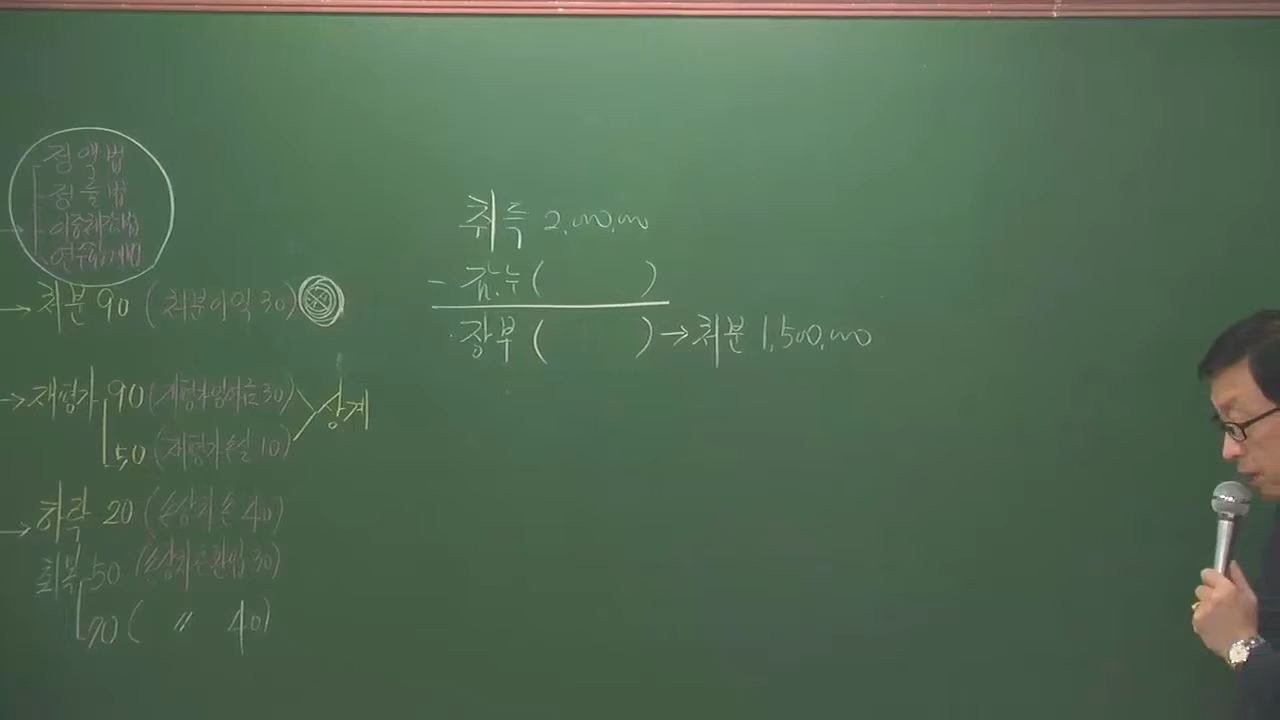 정액법
정률법
이중체감법
연수합계법
→ 처분 90 (처분이익 30)
→ 재평가 90 (재평가잉여금 30)
50 (재평가손실 10)
상계
→ 하락 20 (손상차손 40)
회복 50 (손상차손환입 30)
70 ( 〃 40)
취득 2,000,000
- 감.누 (      )
장부 (      ) → 처분 1,500,000